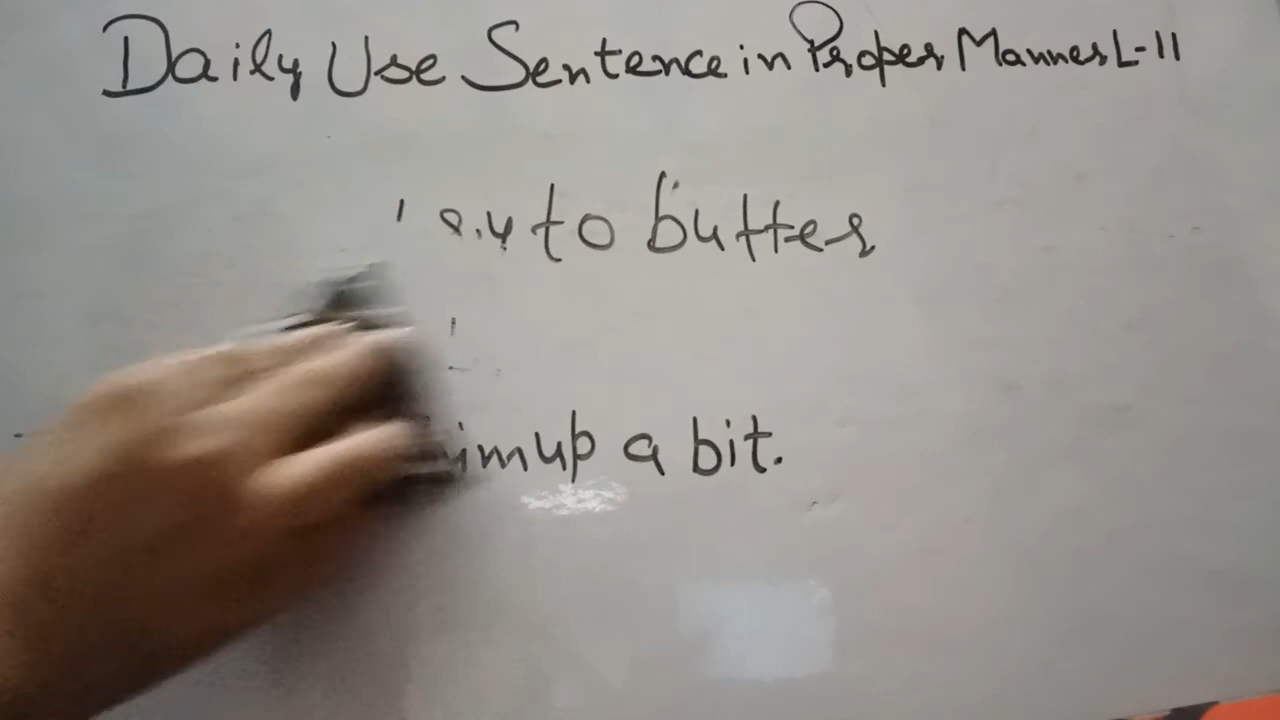 Daily Use Sentence in Proper Manner L-11
to butter
up a bit.